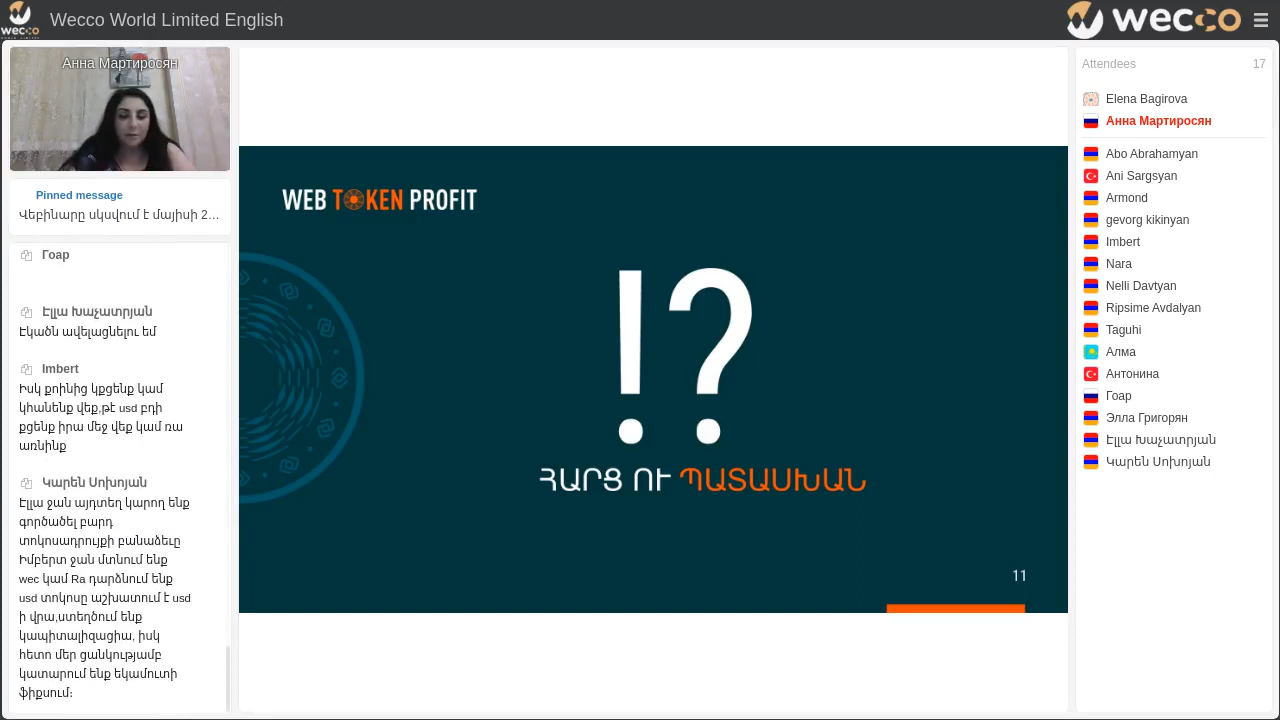 wecco
WORLD LIMITED
Wecco World Limited English
wecco
Анна Мартиросян
Pinned message
Վեբինարը սկսվում է մայիսի 2…
Гоар
Էլլա Խաչատրյան
Էկածն ավելացնելու եմ
Imbert
Իսկ քոինից կքցենք կամ
կհանենք վեք,թէ usd բդի
քցենք իրա մեջ վեք կամ ռա
առնինք
Կարեն Սոխոյան
Էլլա ջան այդտեղ կարող ենք
գործածել բարդ
տոկոսադրույքի բանաձեւը
Իմբերտ ջան մտնում ենք
wec կամ Ra դարձնում ենք
usd տոկոսը աշխատում է usd
ի վրա,ստեղծում ենք
կապիտալիզացիա, իսկ
հետո մեր ցանկությամբ
կատարում ենք եկամուտի
ֆիքսում։
WEB TOKEN PROFIT
!?
ՀԱՐՑ ՈՒ ՊԱՏԱՍԽԱՆ
11
Attendees 17
Elena Bagirova
Анна Мартиросян
Abo Abrahamyan
Ani Sargsyan
Armond
gevorg kikinyan
Imbert
Nara
Nelli Davtyan
Ripsime Avdalyan
Taguhi
Алма
Антонина
Гоар
Элла Григорян
Էլլա Խաչատրյան
Կարեն Սոխոյան